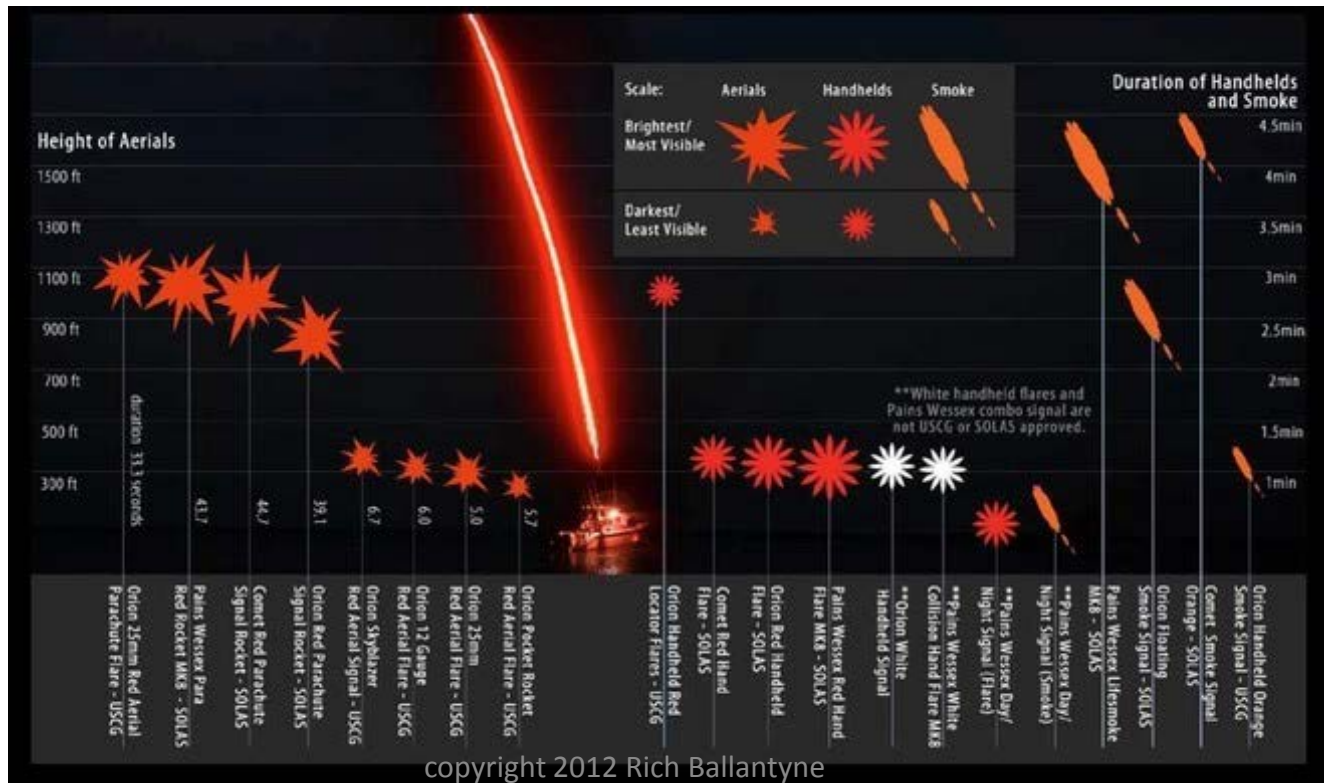 Scale:
Aerials
Handhelds
Smoke
Brightest/
Most Visible
Darkest/
Least Visible
Duration of Handhelds
and Smoke
4.5min
4min
3.5min
3min
2.5min
2min
1.5min
1min
Height of Aerials
1500 ft
1300 ft
1100 ft
900 ft
700 ft
500 ft
300 ft
**White handheld flares and
Pains Wessex combo signal are
not USCG or SOLAS approved.
duration 33.3 seconds
43.7
44.7
39.1
6.7
6.0
5.0
5.7
Orion 25mm Red Aerial
Parachute Flare - USCG
Pains Wessex Para
Red Rocket MK8 - SOLAS
Comet Red Parachute
Signal Rocket - SOLAS
Orion Red Parachute
Signal Rocket - SOLAS
Orion Skyblazer
Red Aerial Signal - USCG
Orion 12 Gauge
Red Aerial Flare - USCG
Orion 25mm
Red Aerial Flare - USCG
Orion Pocket Rocket
Red Aerial Flare - USCG
Orion Handheld Red
Locator Flares - USCG
Comet Red Hand
Flare - SOLAS
Orion Red Handheld
Flare - SOLAS
Pains Wessex Red Hand
Flare MK8 - SOLAS
**Orion White
Handheld Signal
**Pains Wessex White
Collision Hand Flare MK8
**Pains Wessex Day/
Night Signal (Flare)
**Pains Wessex Day/
Night Signal (Smoke)
Pains Wessex Lifesmoke
MK8 - SOLAS
Orion Floating
Smoke Signal - SOLAS
Comet Smoke Signal
Orange - SOLAS
Orion Handheld Orange
Smoke Signal - USCG
copyright 2012 Rich Ballantyne